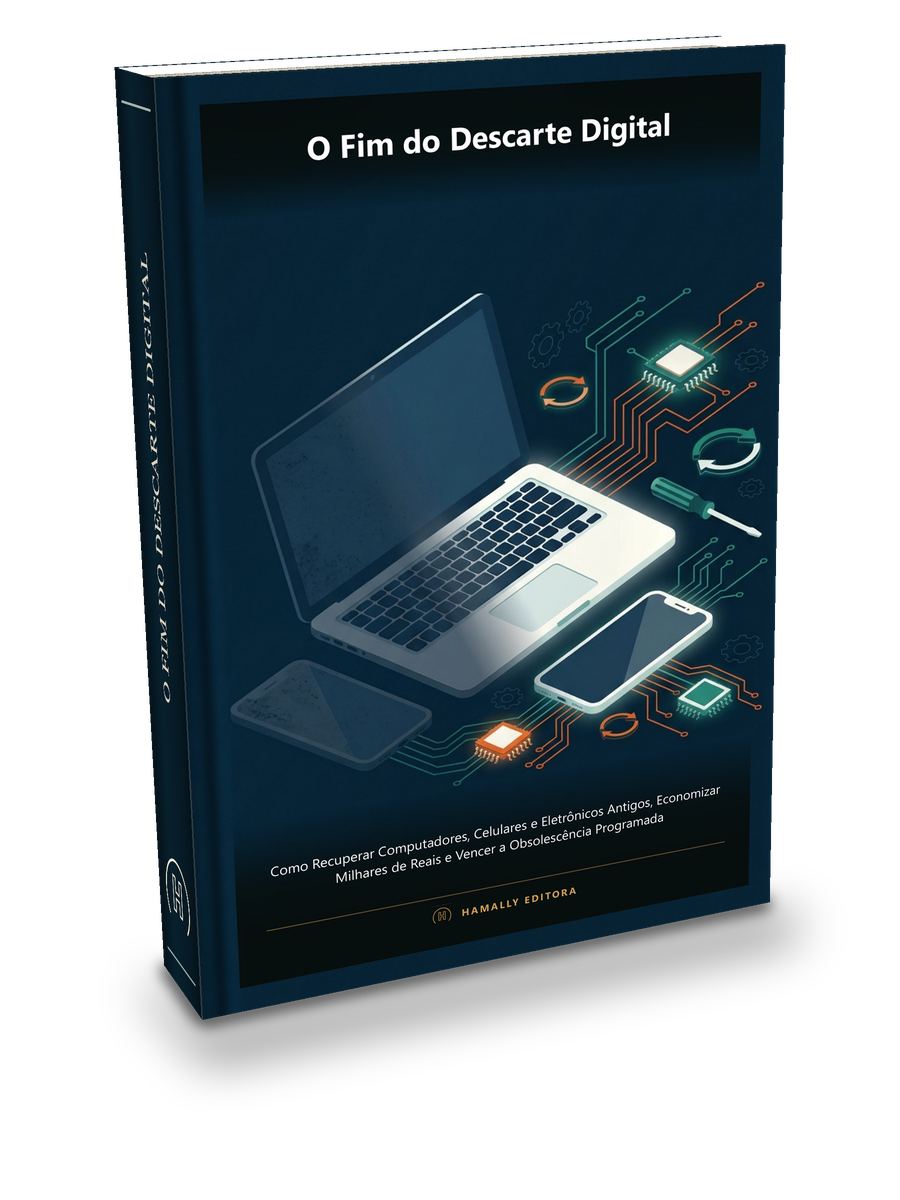 O Fim do Descarte Digital
O FIM DO DESCARTE DIGITAL
Como Recuperar Computadores, Celulares e Eletrônicos Antigos, Economizar
Milhares de Reais e Vencer a Obsolescência Programada
H HAMALLY EDITORA